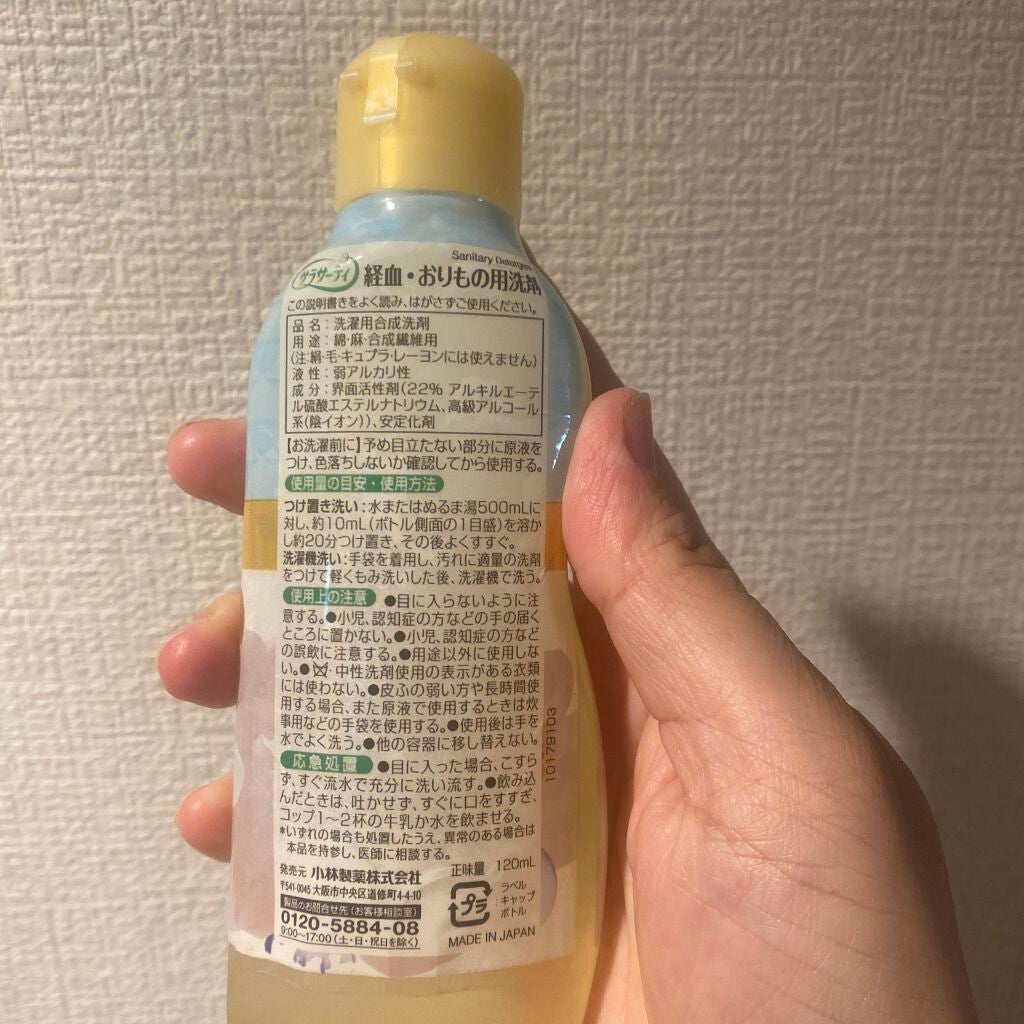 Sanitary Detergent
サラサーティ 経血・おりもの用洗剤
この説明書きをよく読み、はがさずご使用ください。
品 名：洗濯用合成洗剤
用 途：綿・麻・合成繊維用
(注：絹・毛・キュプラ・レーヨンには使えません)
液 性：弱アルカリ性
成 分：界面活性剤(22% アルキルエーテ
ル硫酸エステルナトリウム、高級アルコール
系(陰イオン))、安定化剤
【お洗濯前に】予め目立たない部分に原液を
つけ、色落ちしないか確認してから使用する。
使用量の目安・使用方法
つけ置き洗い：水またはぬるま湯500mLに
対し、約10mL(ボトル側面の1目盛)を溶か
し約20分つけ置き、その後よくすすぐ。
洗濯機洗い：手袋を着用し、汚れに適量の洗剤
をつけて軽くもみ洗いした後、洗濯機で洗う。
使用上の注意 ●目に入らないように注
意する。●小児、認知症の方などの手の届く
ところに置かない。●小児、認知症の方など
の誤飲に注意する。●用途以外に使用しな
い。●・中性洗剤使用の表示がある衣類
には使わない。●皮ふの弱い方や長時間使
用する場合、また原液で使用するときは炊
事用などの手袋を使用する。●使用後は手を
水でよく洗う。●他の容器に移し替えない。
応急処置 ●目に入った場合、こすら
ず、すぐ流水で充分に洗い流す。●飲み込
んだときは、吐かせず、すぐに口をすすぎ、
コップ1〜2杯の牛乳か水を飲ませる。
*いずれの場合も処置したうえ、異常のある場合は
本品を持参し、医師に相談する。
発売元 小林製薬株式会社
〒541-0045 大阪市中央区道修町4-4-10
製品のお問合せ先(お客様相談室)
0120-5884-08
9:00〜17:00(土・日・祝日を除く)
正味量 120mL
プラ
ラベル
：キャップ
ボトル
MADE IN JAPAN
10179103